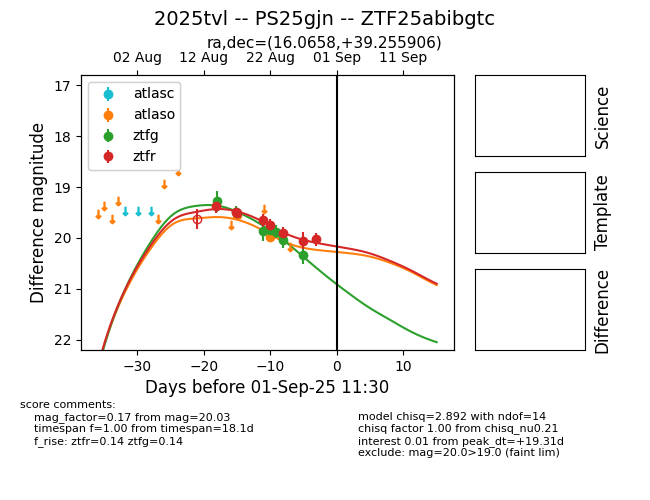 2025tvl -- PS25gjn -- ZTF25abibgtc
ra,dec=(16.0658,+39.255906)
02 Aug 12 Aug 22 Aug 01 Sep 11 Sep
17
18
19
20
21
22
Difference magnitude
atlasc
atlaso
ztfg
ztfr
−30 −20 −10 0 10
Days before 01-Sep-25 11:30
Science
Template
Difference
score comments:
mag_factor=0.17 from mag=20.03
timespan f=1.00 from timespan=18.1d
f_rise: ztfr=0.14 ztfg=0.14
model chisq=2.892 with ndof=14
chisq factor 1.00 from chisq_nu0.21
interest 0.01 from peak_dt=+19.31d
exclude: mag=20.0>19.0 (faint lim)